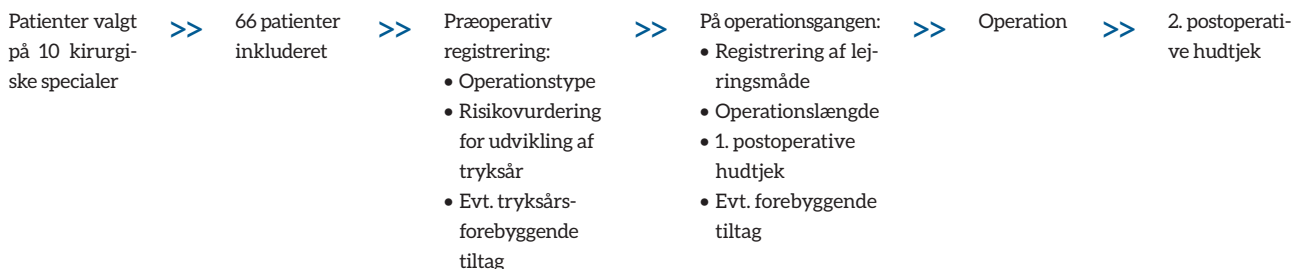 Patienter valgt
på 10 kirurgi-
ske specialer
>>
66 patienter
inkluderet
>>
Præoperativ
registrering:
• Operationstype
• Risikovurdering
for udvikling af
tryksår
• Evt. tryksårs-
forebyggende
tiltag
>>
På operationsgangen:
• Registrering af lej-
ringsmåde
• Operationslængde
• 1. postoperative
hudtjek
• Evt. forebyggende
tiltag
>>
Operation
>>
2. postoperati-
ve hudtjek